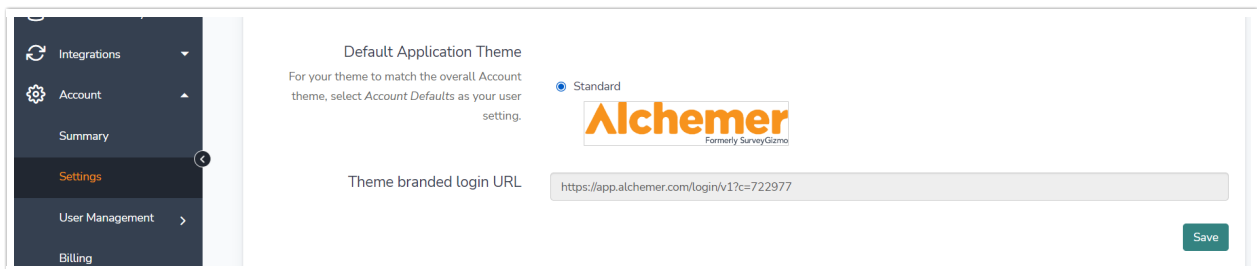 Integrations
Account
Summary
Settings
User Management
Billing
Default Application Theme
For your theme to match the overall Account
theme, select Account Defaults as your user
setting.
Standard
Alchemer
Formerly SurveyGizmo
Theme branded login URL
https://app.alchemer.com/login/v1?c=722977
Save